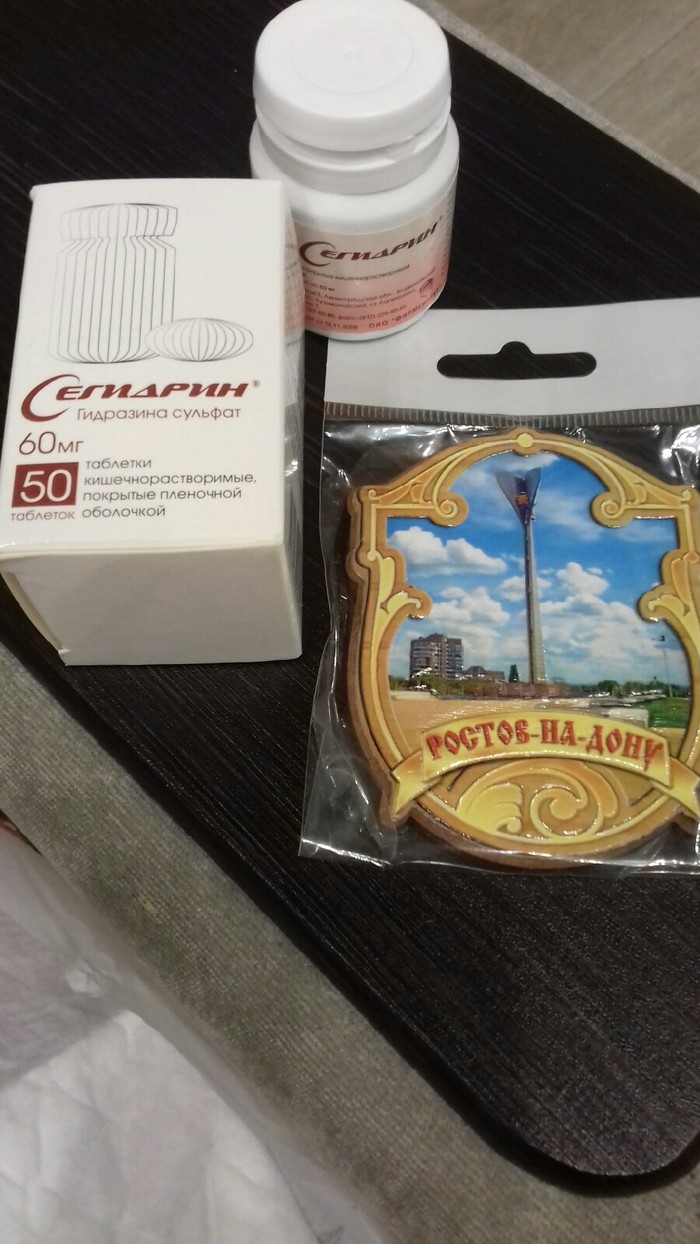 СЕГИДРИН®
Гидразина сульфат
60мг
50
таблеток
таблетки
кишечнорастворимые,
покрытые пленочной
оболочкой
СЕГИДРИН®
РОСТОВ-НА-ДОНУ